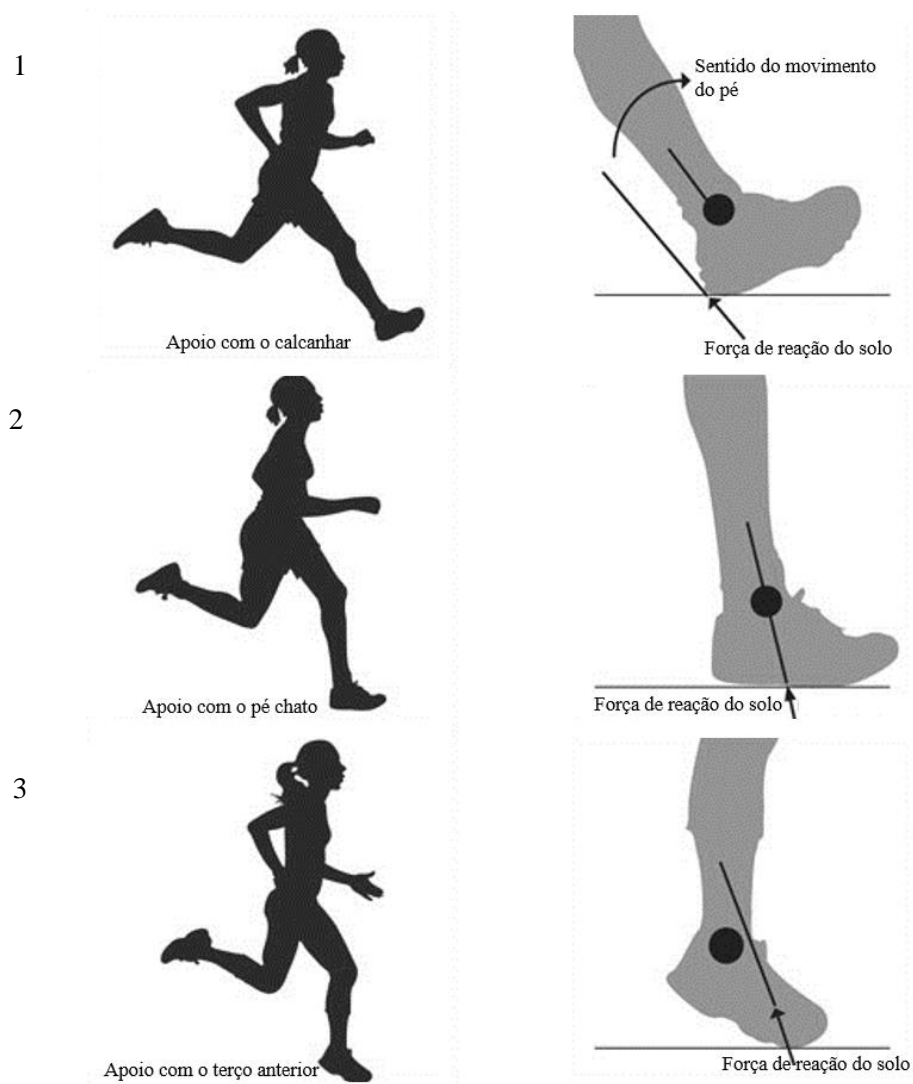 1
Sentido do movimento
do pé
Apoio com o calcanhar
Força de reação do solo
2
Apoio com o pé chato
Força de reação do solo
3
Apoio com o terço anterior
Força de reação do solo